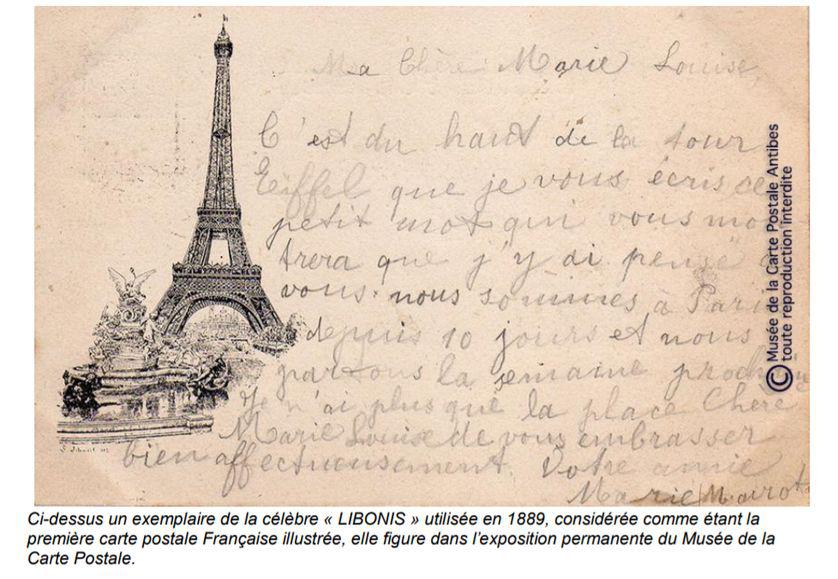 Ma Chère Marie Louise
C'est du haut de la tour
Eiffel que je vous écris ce
petit mot qui vous mon
trera que j'y ai pensé à
vous. nous sommes à Paris
depuis 10 jours et nous
partons la semaine prochaine
Je n'ai plus que la place Chère
Marie Louise de vous embrasser
bien affectueusement Votre amie
Marie
© Musée de la Carte Postale Antibes
toute reproduction interdite
Ci-dessus un exemplaire de la célèbre « LIBONIS » utilisée en 1889, considérée comme étant la
première carte postale Française illustrée, elle figure dans l'exposition permanente du Musée de la
Carte Postale.